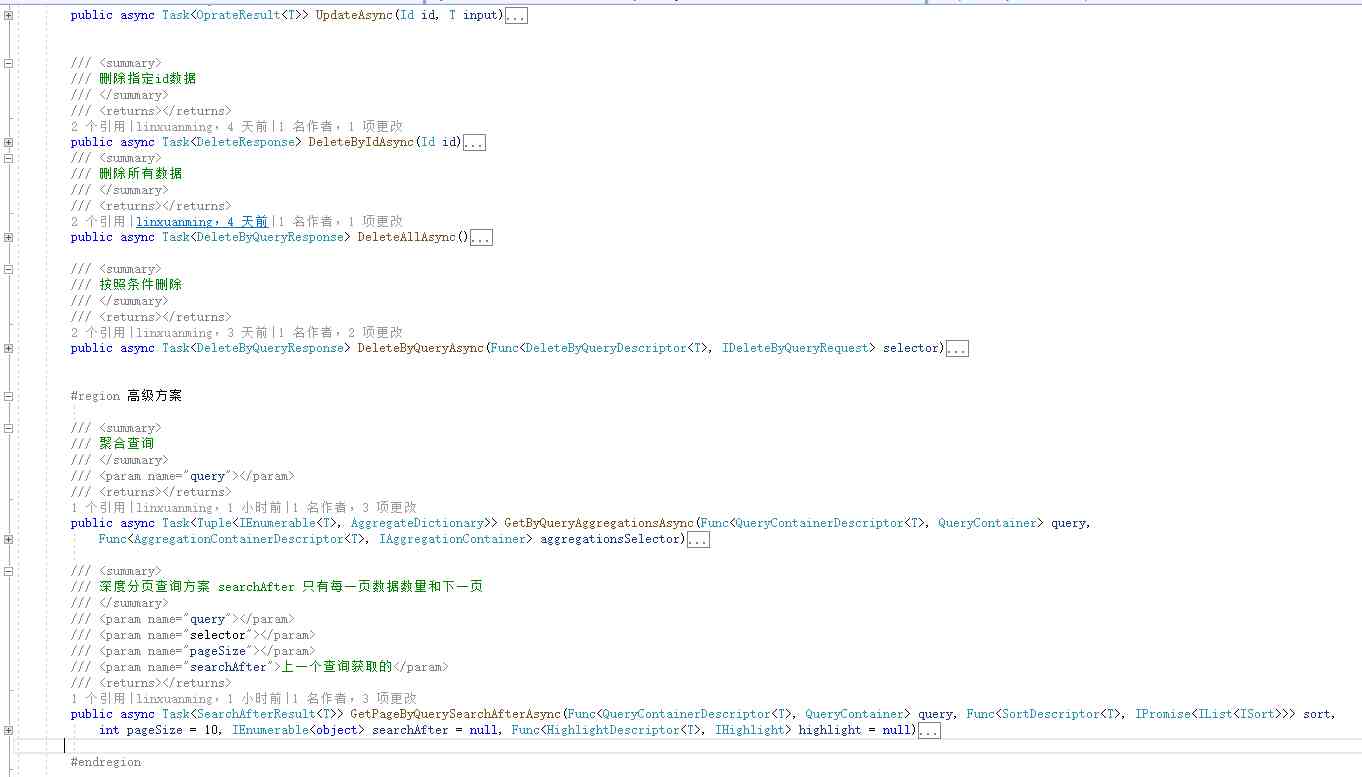 public async Task<OprateResult<T>> UpdateAsync(Id id, T input)...
/// <summary>
/// 删除指定id数据
/// </summary>
/// <returns></returns>
2 个引用|linxuanming，4 天前|1 名作者，1 项更改
public async Task<DeleteResponse> DeleteByIdAsync(Id id)...
/// <summary>
/// 删除所有数据
/// </summary>
/// <returns></returns>
2 个引用|linxuanming，4 天前|1 名作者，1 项更改
public async Task<DeleteByQueryResponse> DeleteAllAsync()...
/// <summary>
/// 按照条件删除
/// </summary>
/// <returns></returns>
2 个引用|linxuanming，3 天前|1 名作者，2 项更改
public async Task<DeleteByQueryResponse> DeleteByQueryAsync(Func<DeleteByQueryDescriptor<T>, IDeleteByQueryRequest> selector)...
#region 高级方案
/// <summary>
/// 聚合查询
/// </summary>
/// <param name="query"></param>
/// <returns></returns>
1 个引用|linxuanming，1 小时前|1 名作者，3 项更改
public async Task<Tuple<IEnumerable<T>, AggregateDictionary>> GetByQueryAggregationsAsync(Func<QueryContainerDescriptor<T>, QueryContainer> query,
Func<AggregationContainerDescriptor<T>, IAggregationContainer> aggregationsSelector)...
/// <summary>
/// 深度分页查询方案 searchAfter 只有每一页数据数量和下一页
/// </summary>
/// <param name="query"></param>
/// <param name="selector"></param>
/// <param name="pageSize"></param>
/// <param name="searchAfter">上一个查询获取的</param>
/// <returns></returns>
1 个引用|linxuanming，1 小时前|1 名作者，3 项更改
public async Task<SearchAfterResult<T>> GetPageByQuerySearchAfterAsync(Func<QueryContainerDescriptor<T>, QueryContainer> query, Func<SortDescriptor<T>, IPromise<IList<ISort>>> sort,
int pageSize = 10, IEnumerable<object> searchAfter = null, Func<HighlightDescriptor<T>, IHighlight> highlight = null)...
#endregion